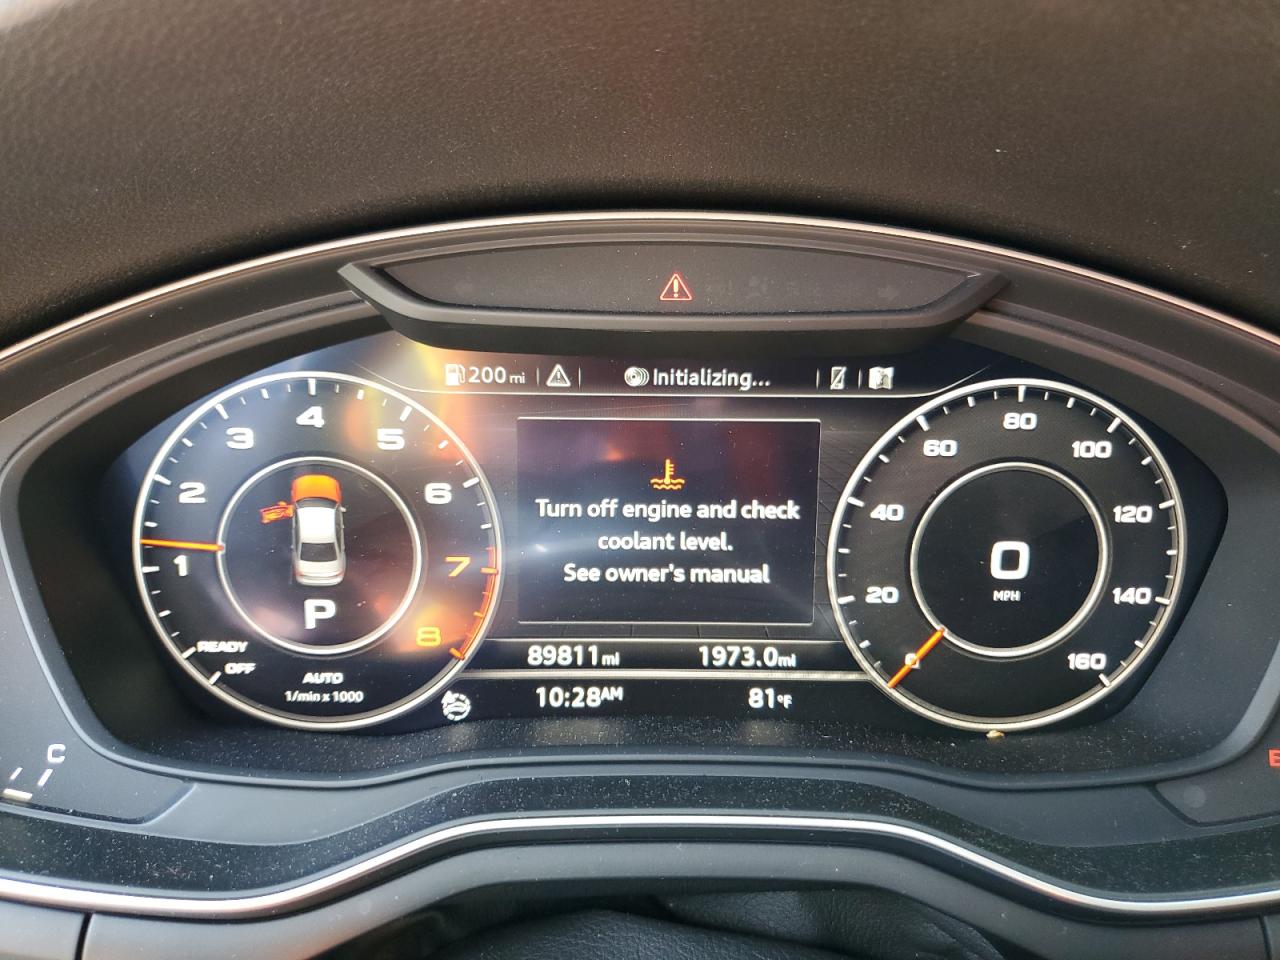 200 mi
Initializing...
1
2
3
4
5
6
7
8
READY
OFF
P
AUTO
1/min x 1000
Turn off engine and check
coolant level.
See owner's manual
89811 mi
1973.0 mi
10:28 AM
81°F
0
20
40
60
80
100
120
140
160
0
MPH
C
E